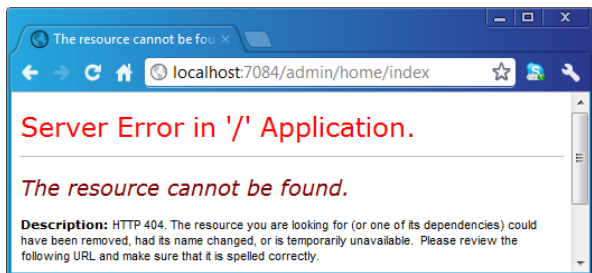 The resource cannot be fou
localhost:7084/admin/home/index
Server Error in '/' Application.
The resource cannot be found.
Description: HTTP 404. The resource you are looking for (or one of its dependencies) could
have been removed, had its name changed, or is temporarily unavailable.  Please review the
following URL and make sure that it is spelled correctly.